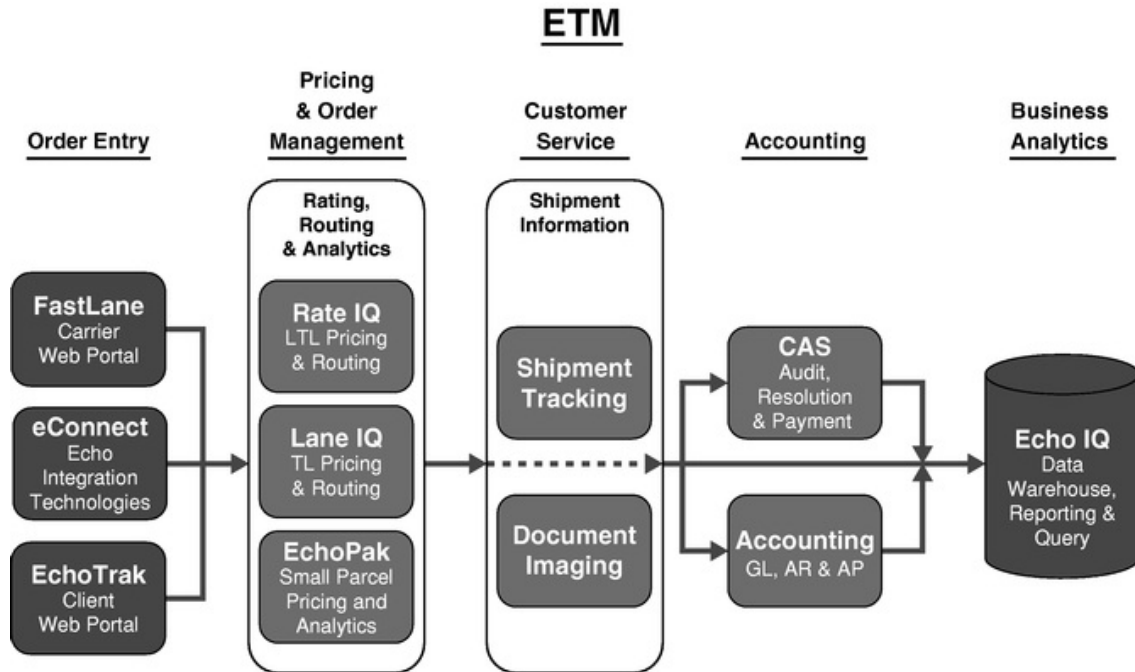 ETM
Order Entry
Pricing
& Order
Management
Customer
Service
Accounting
Business
Analytics
Rating,
Routing
& Analytics
Shipment
Information
FastLane
Carrier
Web Portal
eConnect
Echo
Integration
Technologies
EchoTrak
Client
Web Portal
Rate IQ
LTL Pricing
& Routing
Lane IQ
TL Pricing
& Routing
EchoPak
Small Parcel
Pricing and
Analytics
Shipment
Tracking
Document
Imaging
CAS
Audit,
Resolution
& Payment
Accounting
GL, AR & AP
Echo IQ
Data
Warehouse,
Reporting &
Query